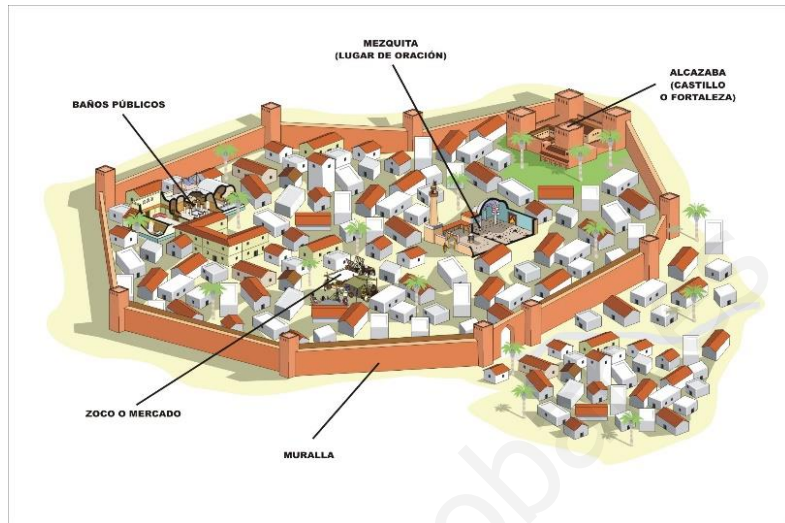 MEZQUITA
(LUGAR DE ORACIÓN)
ALCAZABA
(CASTILLO
O FORTALEZA)
BAÑOS PÚBLICOS
ZOCO O MERCADO
MURALLA